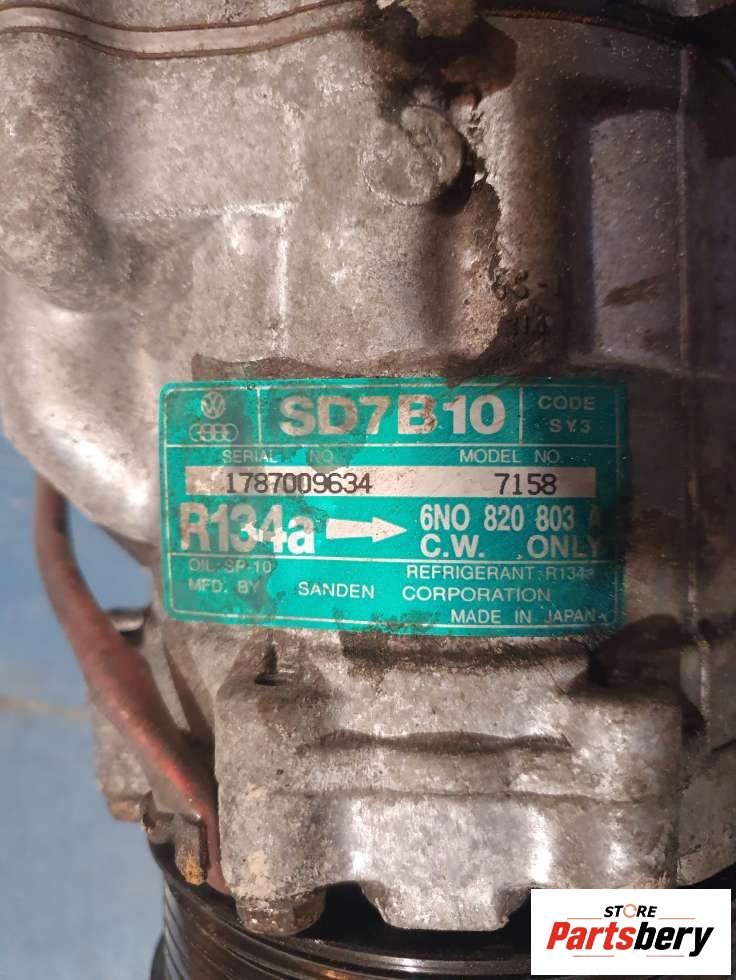 SD7B10
CODE
SY3
SERIAL NO.
MODEL NO.
1787009634
7158
R134a
6N0 820 803 A
C.W. ONLY
OIL: SP-10
REFRIGERANT: R134a
MFD. BY SANDEN CORPORATION
MADE IN JAPAN
STORE
Partsbery